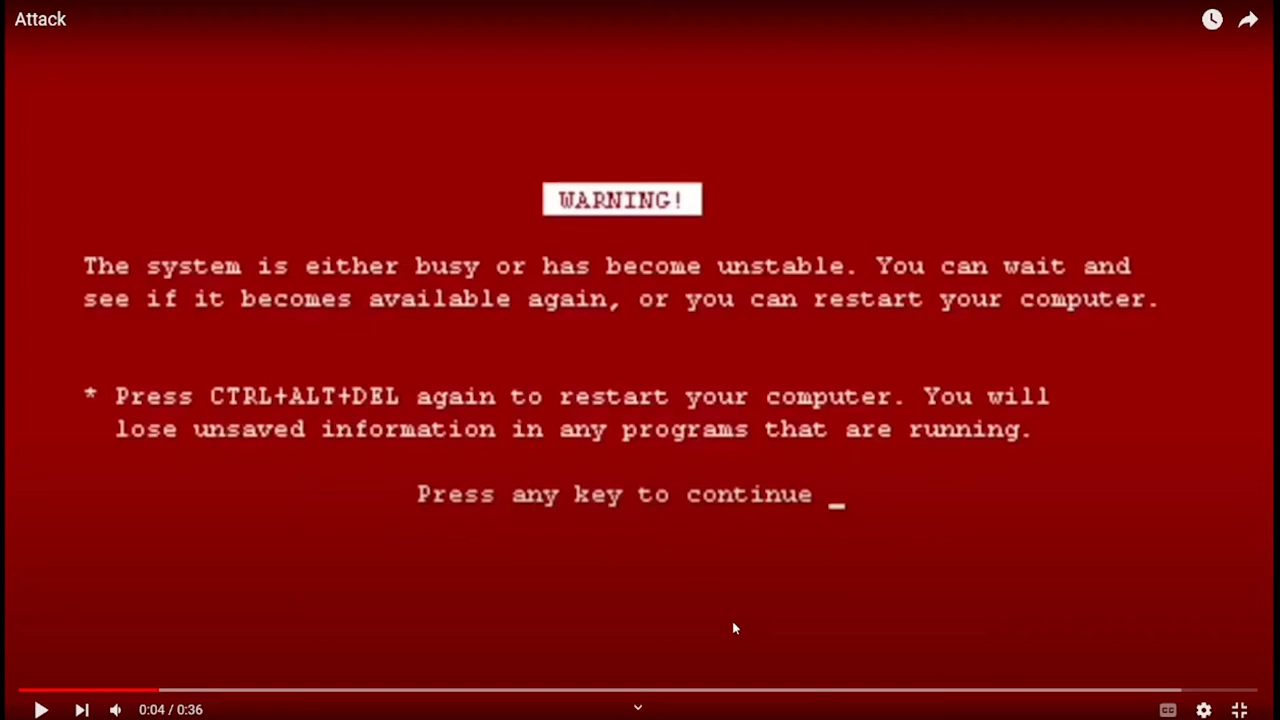 Attack
WARNING!
The system is either busy or has become unstable. You can wait and
see if it becomes available again, or you can restart your computer.
* Press CTRL+ALT+DEL again to restart your computer. You will
lose unsaved information in any programs that are running.
Press any key to continue _
0:04 / 0:36
CC